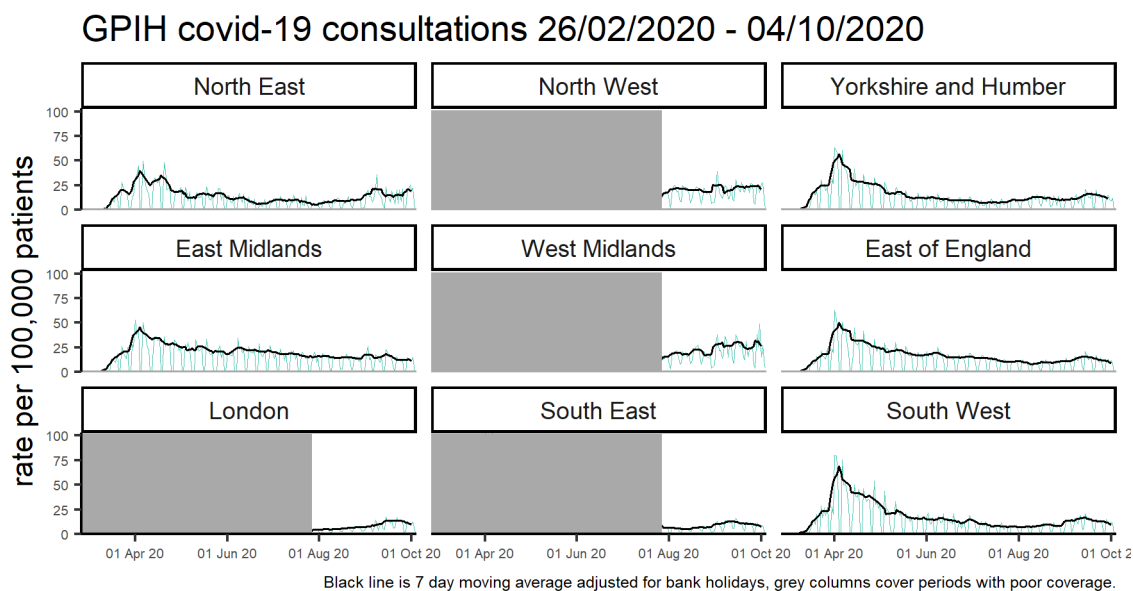 GPIH covid-19 consultations 26/02/2020 - 04/10/2020
rate per 100,000 patients
North East
North West
Yorkshire and Humber
100
75
50
25
0
East Midlands
West Midlands
East of England
100
75
50
25
0
London
South East
South West
100
75
50
25
0
01 Apr 20
01 Jun 20
01 Aug 20
01 Oct 20
01 Apr 20
01 Jun 20
01 Aug 20
01 Oct 20
01 Apr 20
01 Jun 20
01 Aug 20
01 Oct 2
Black line is 7 day moving average adjusted for bank holidays, grey columns cover periods with poor coverage.